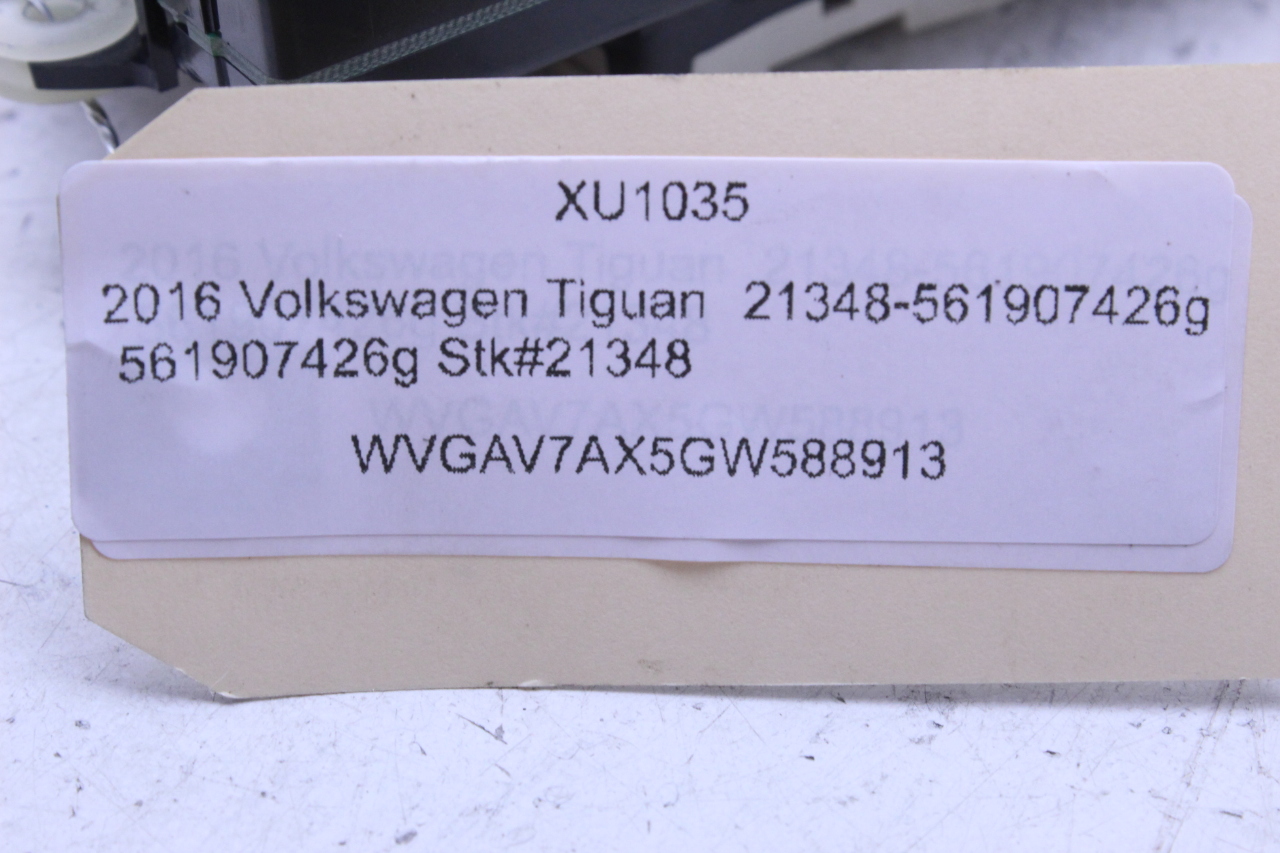 XU1035
2016 Volkswagen Tiguan 21348-561907426g
561907426g Stk#21348
WVGAV7AX5GW588913